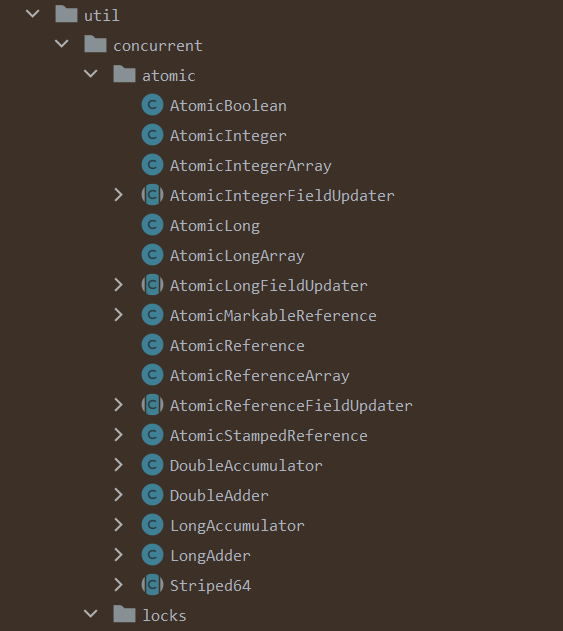 util
concurrent
atomic
C AtomicBoolean
C AtomicInteger
C AtomicIntegerArray
C AtomicIntegerFieldUpdater
C AtomicLong
C AtomicLongArray
C AtomicLongFieldUpdater
C AtomicMarkableReference
C AtomicReference
C AtomicReferenceArray
C AtomicReferenceFieldUpdater
C AtomicStampedReference
C DoubleAccumulator
C DoubleAdder
C LongAccumulator
C LongAdder
C Striped64
locks